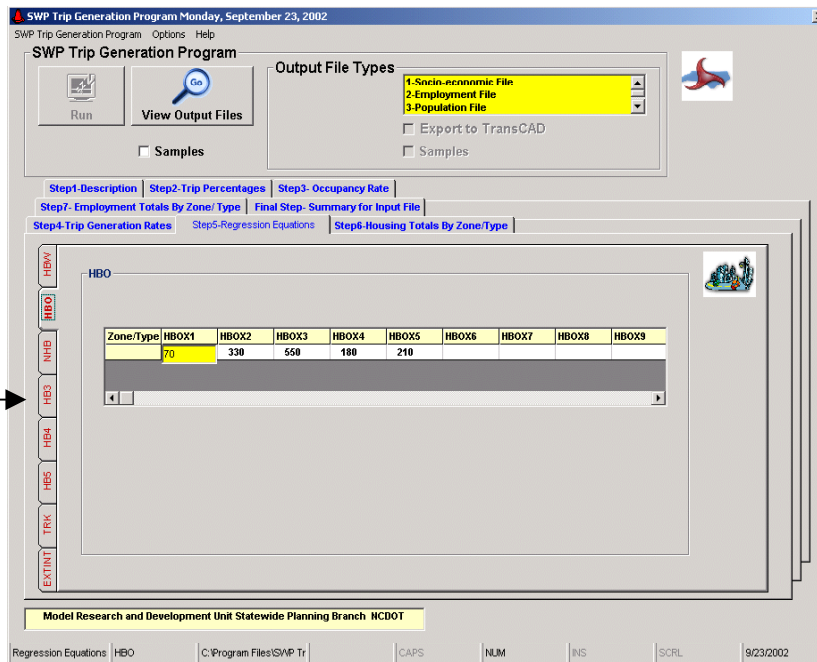 SWP Trip Generation Program Monday, September 23, 2002
SWP Trip Generation Program Options Help
SWP Trip Generation Program
Run
Go
View Output Files
Samples
Output File Types
1-Socio-economic File
2-Employment File
3-Population File
Export to TransCAD
Samples
Step1-Description Step2-Trip Percentages Step3- Occupancy Rate
Step7- Employment Totals By Zone/ Type Final Step- Summary for Input File
Step4-Trip Generation Rates Step5-Regression Equations Step6-Housing Totals By Zone/Type
HBW
HBO
NHB
HB3
HB4
HB5
TRK
EXTINT
HBO
Zone/Type HBOX1 HBOX2 HBOX3 HBOX4 HBOX5 HBOX6 HBOX7 HBOX8 HBOX9
70 330 550 180 210
Model Research and Development Unit Statewide Planning Branch NCDOT
Regression Equations HBO C:\Program Files\SWP Tr CAPS NUM INS SCRL 9/23/2002